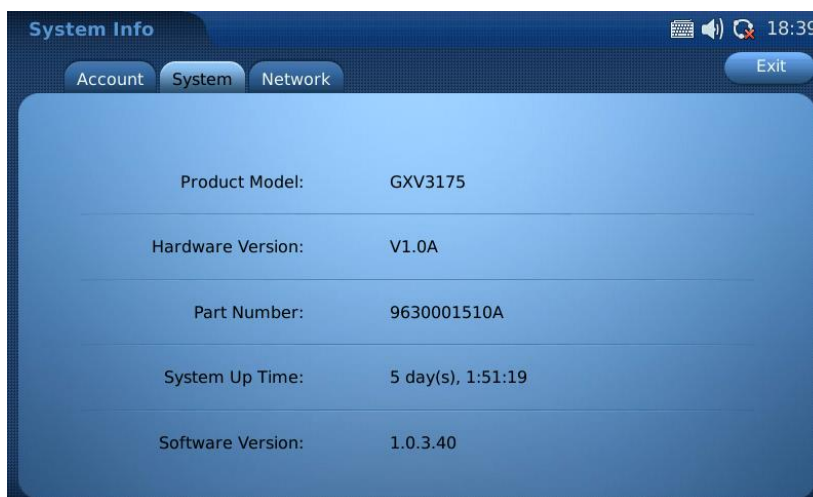 System Info 18:39
Exit
Account System Network
Product Model: GXV3175
Hardware Version: V1.0A
Part Number: 9630001510A
System Up Time: 5 day(s), 1:51:19
Software Version: 1.0.3.40